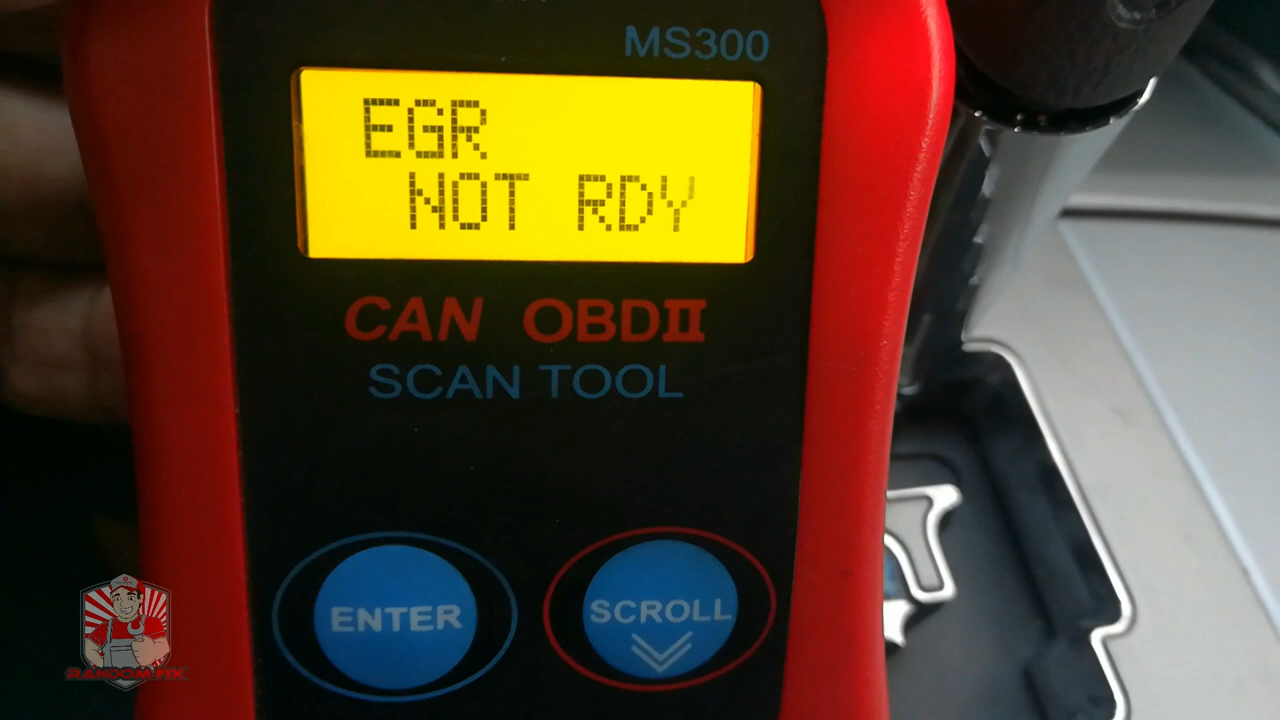 MS300
EGR
NOT RDY
CAN OBDII
SCAN TOOL
ENTER
SCROLL
RANDOM FIX